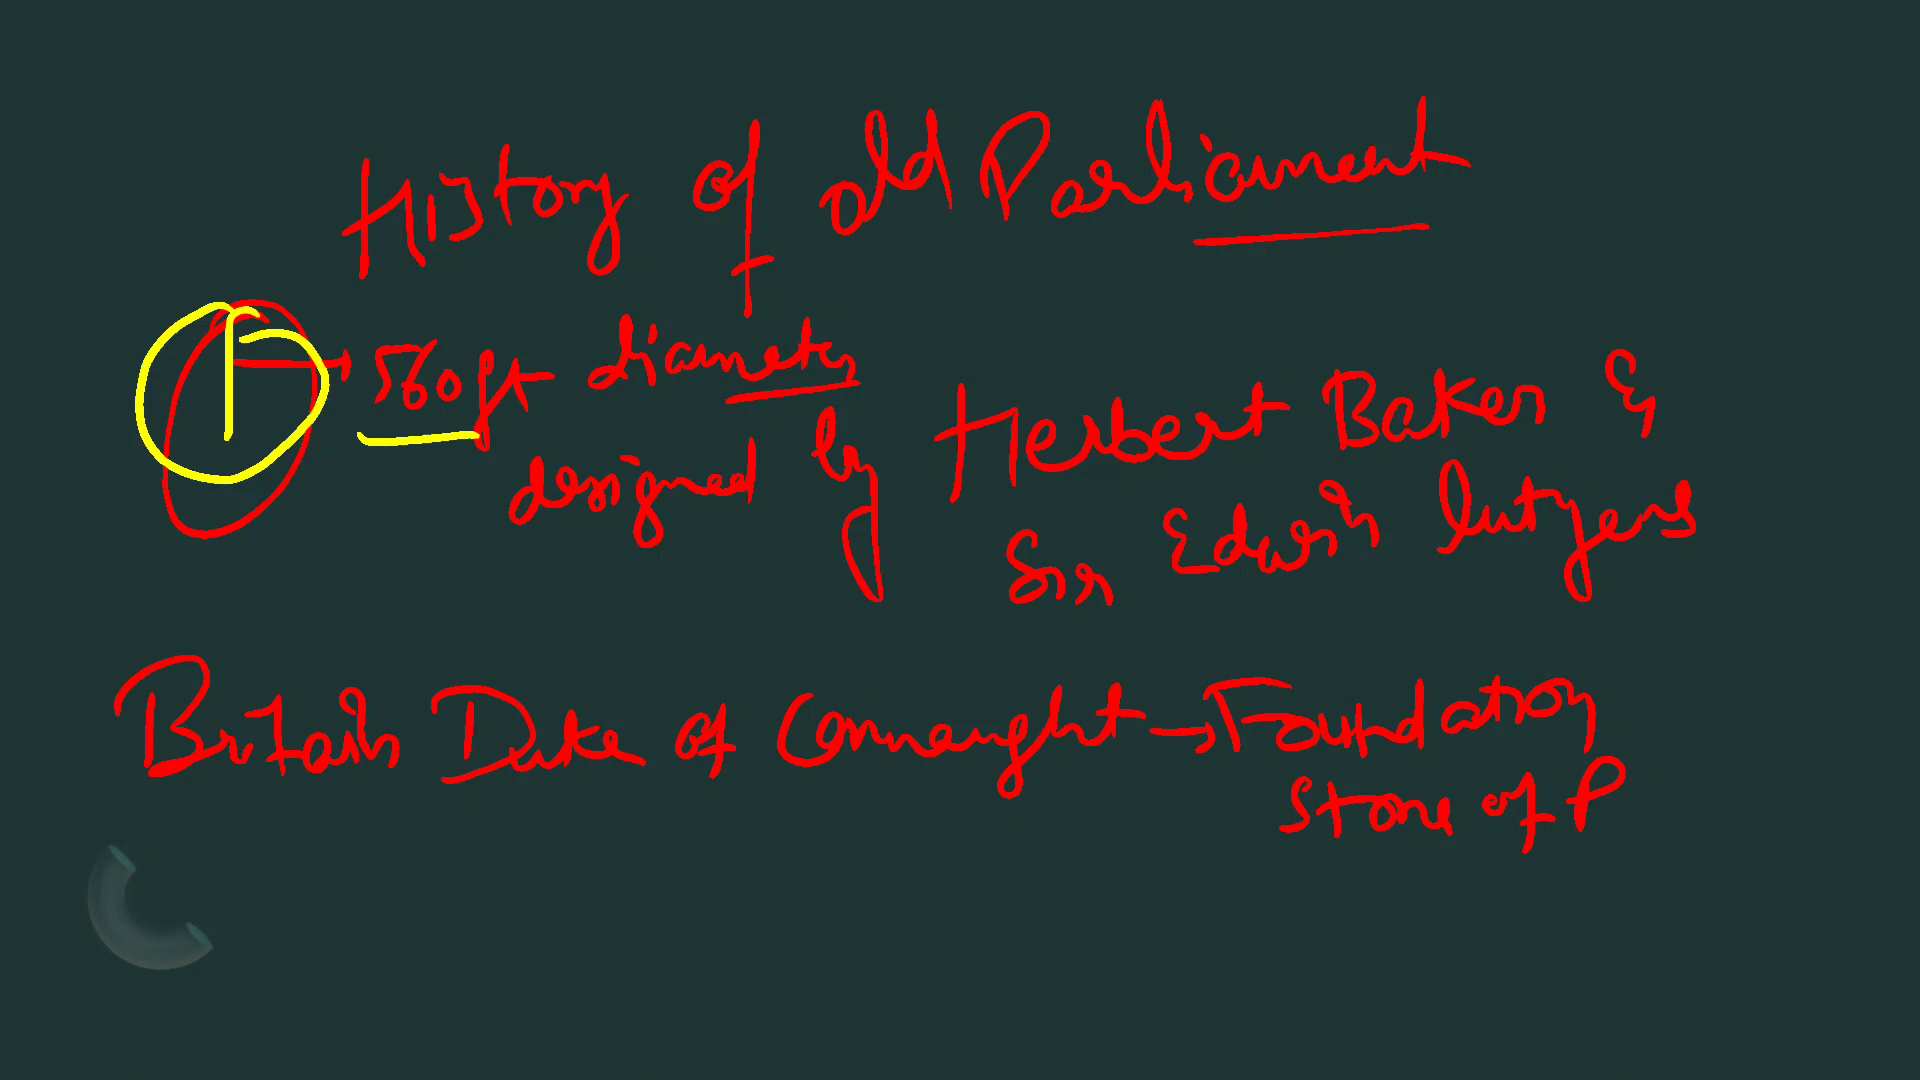 History of old Parliament
560ft diameter
designed by Herbert Baker &
Sir Edwin lutyens
Britain Duke of Connaught → Foundation
Stone of P